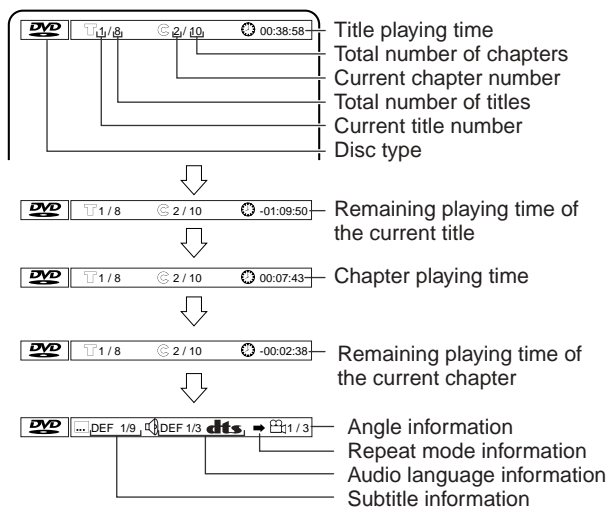 DVD T 1 / 8 C 2 / 10 00:38:58
Title playing time
Total number of chapters
Current chapter number
Total number of titles
Current title number
Disc type
DVD T 1 / 8 C 2 / 10 -01:09:50
Remaining playing time of
the current title
DVD T 1 / 8 C 2 / 10 00:07:43
Chapter playing time
DVD T 1 / 8 C 2 / 10 -00:02:38
Remaining playing time of
the current chapter
DVD ... DEF 1/9 DEF 1/3 dts 1 / 3
Angle information
Repeat mode information
Audio language information
Subtitle information